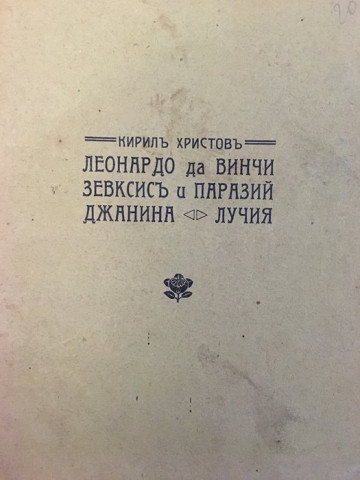 КИРИЛЪ ХРИСТОВЪ
ЛЕОНАРДО да ВИНЧИ
ЗЕВКСИСЪ и ПАРАЗИЙ
ДЖАНИНА ◁▷ ЛУЧИЯ